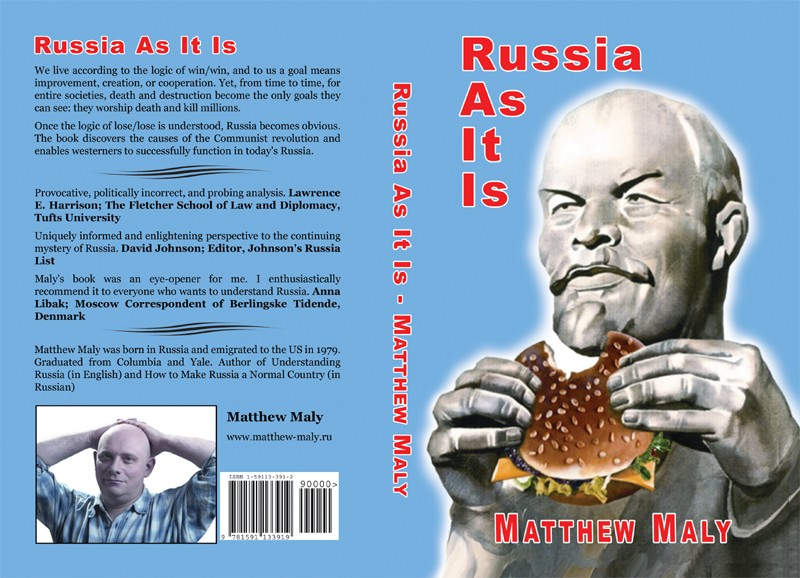 Russia As It Is
We live according to the logic of win/win, and to us a goal means
improvement, creation, or cooperation. Yet, from time to time, for
entire societies, death and destruction become the only goals they
can see: they worship death and kill millions.
Once the logic of lose/lose is understood, Russia becomes obvious.
The book discovers the causes of the Communist revolution and
enables westerners to successfully function in today's Russia.
Provocative, politically incorrect, and probing analysis. Lawrence
E. Harrison; The Fletcher School of Law and Diplomacy,
Tufts University
Uniquely informed and enlightening perspective to the continuing
mystery of Russia. David Johnson; Editor, Johnson's Russia
List
Maly's book was an eye-opener for me. I enthusiastically
recommend it to everyone who wants to understand Russia. Anna
Libak; Moscow Correspondent of Berlingske Tidende,
Denmark
Matthew Maly was born in Russia and emigrated to the US in 1979.
Graduated from Columbia and Yale. Author of Understanding
Russia (in English) and How to Make Russia a Normal Country (in
Russian)
Matthew Maly
www.matthew-maly.ru
ISBN 1-59113-391-2
90000>
9 781591 133919
Russia As It Is - Matthew Maly
Russia
As
It
Is
Matthew Maly